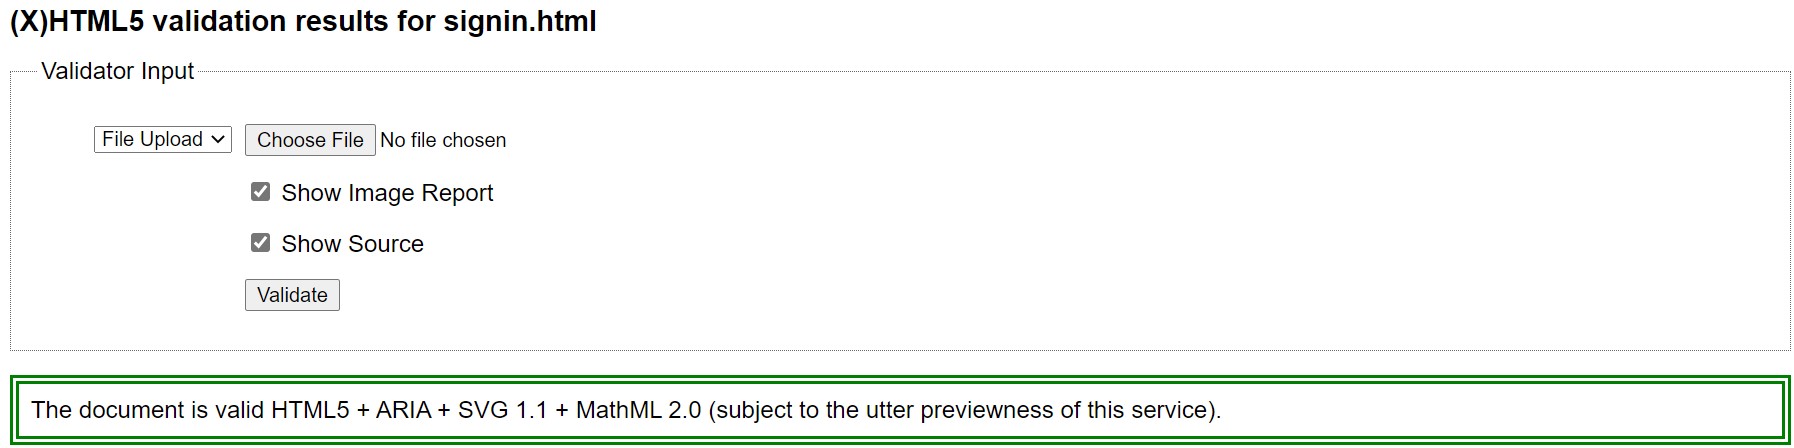 (X)HTML5 validation results for signin.html
Validator Input
File Upload Choose File No file chosen
Show Image Report
Show Source
Validate
The document is valid HTML5 + ARIA + SVG 1.1 + MathML 2.0 (subject to the utter previewness of this service).